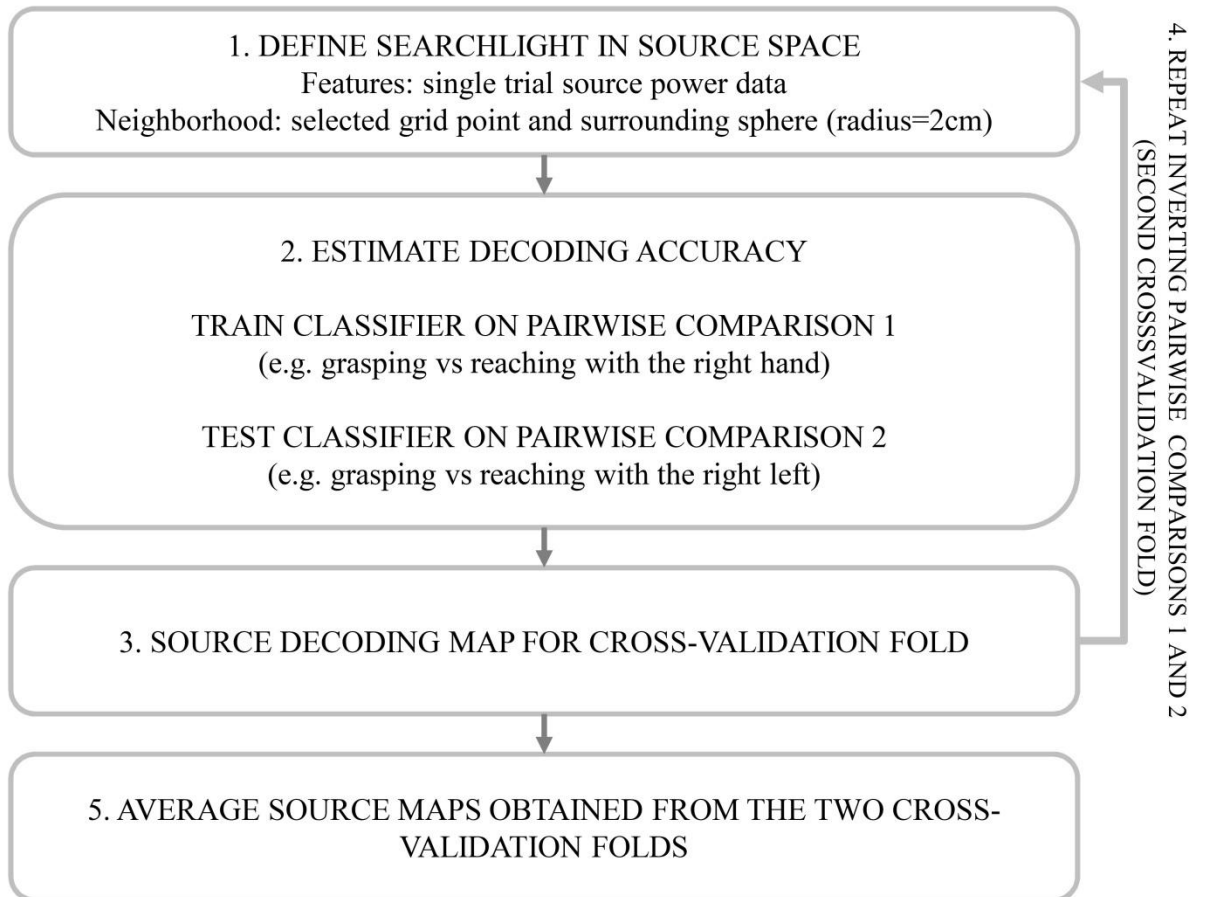 1. DEFINE SEARCHLIGHT IN SOURCE SPACE
Features: single trial source power data
Neighborhood: selected grid point and surrounding sphere (radius=2cm)
2. ESTIMATE DECODING ACCURACY
TRAIN CLASSIFIER ON PAIRWISE COMPARISON 1
(e.g. grasping vs reaching with the right hand)
TEST CLASSIFIER ON PAIRWISE COMPARISON 2
(e.g. grasping vs reaching with the right left)
3. SOURCE DECODING MAP FOR CROSS-VALIDATION FOLD
4. REPEAT INVERTING PAIRWISE COMPARISONS 1 AND 2
(SECOND CROSSSVALIDATION FOLD)
5. AVERAGE SOURCE MAPS OBTAINED FROM THE TWO CROSS-
VALIDATION FOLDS